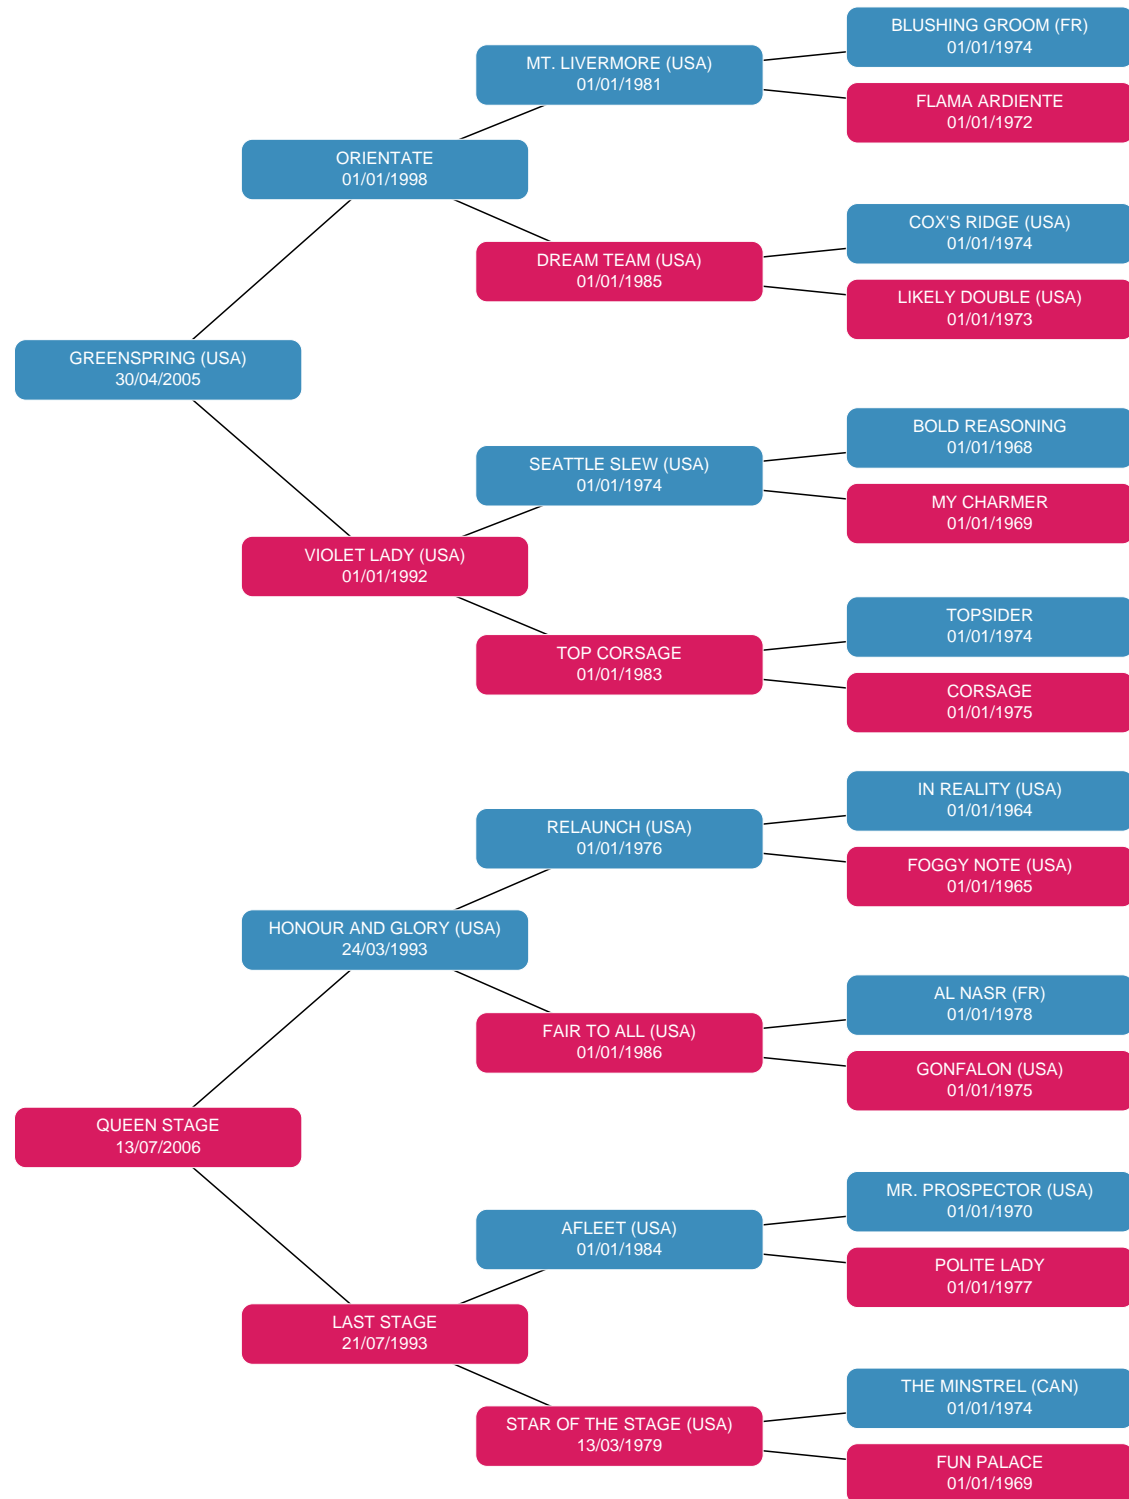 BLUSHING GROOM (FR)
01/01/1974
MT. LIVERMORE (USA)
01/01/1981
FLAMA ARDIENTE
01/01/1972
ORIENTATE
01/01/1998
COX'S RIDGE (USA)
01/01/1974
DREAM TEAM (USA)
01/01/1985
LIKELY DOUBLE (USA)
01/01/1973
GREENSPRING (USA)
30/04/2005
BOLD REASONING
01/01/1968
SEATTLE SLEW (USA)
01/01/1974
MY CHARMER
01/01/1969
VIOLET LADY (USA)
01/01/1992
TOPSIDER
01/01/1974
TOP CORSAGE
01/01/1983
CORSAGE
01/01/1975
IN REALITY (USA)
01/01/1964
RELAUNCH (USA)
01/01/1976
FOGGY NOTE (USA)
01/01/1965
HONOUR AND GLORY (USA)
24/03/1993
AL NASR (FR)
01/01/1978
FAIR TO ALL (USA)
01/01/1986
GONFALON (USA)
01/01/1975
QUEEN STAGE
13/07/2006
MR. PROSPECTOR (USA)
01/01/1970
AFLEET (USA)
01/01/1984
POLITE LADY
01/01/1977
LAST STAGE
21/07/1993
THE MINSTREL (CAN)
01/01/1974
STAR OF THE STAGE (USA)
13/03/1979
FUN PALACE
01/01/1969